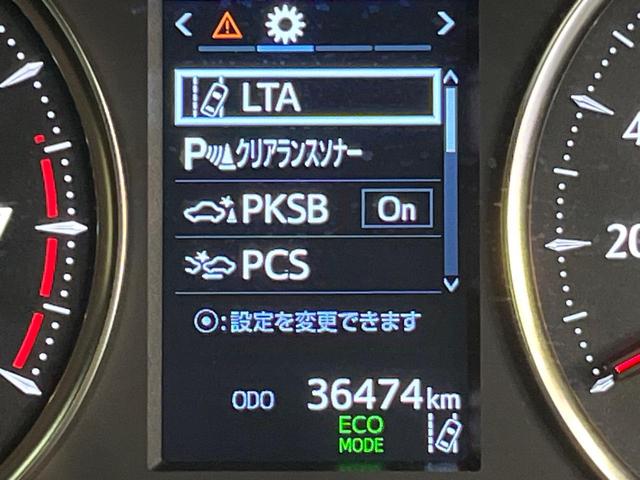 LTA
P クリアランスソナー
PKSB On
PCS
⦿:設定を変更できます
ODO 36474 km
ECO
MODE
20